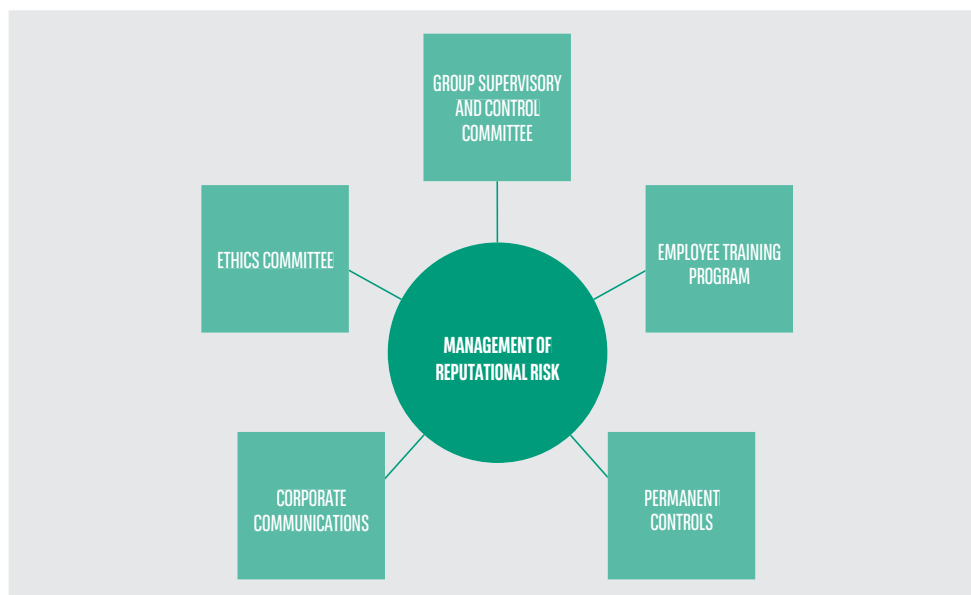 GROUP SUPERVISORY
AND CONTROL
COMMITTEE
ETHICS COMMITTEE
EMPLOYEE TRAINING
PROGRAM
MANAGEMENT OF
REPUTATIONAL RISK
CORPORATE
COMMUNICATIONS
PERMANENT
CONTROLS